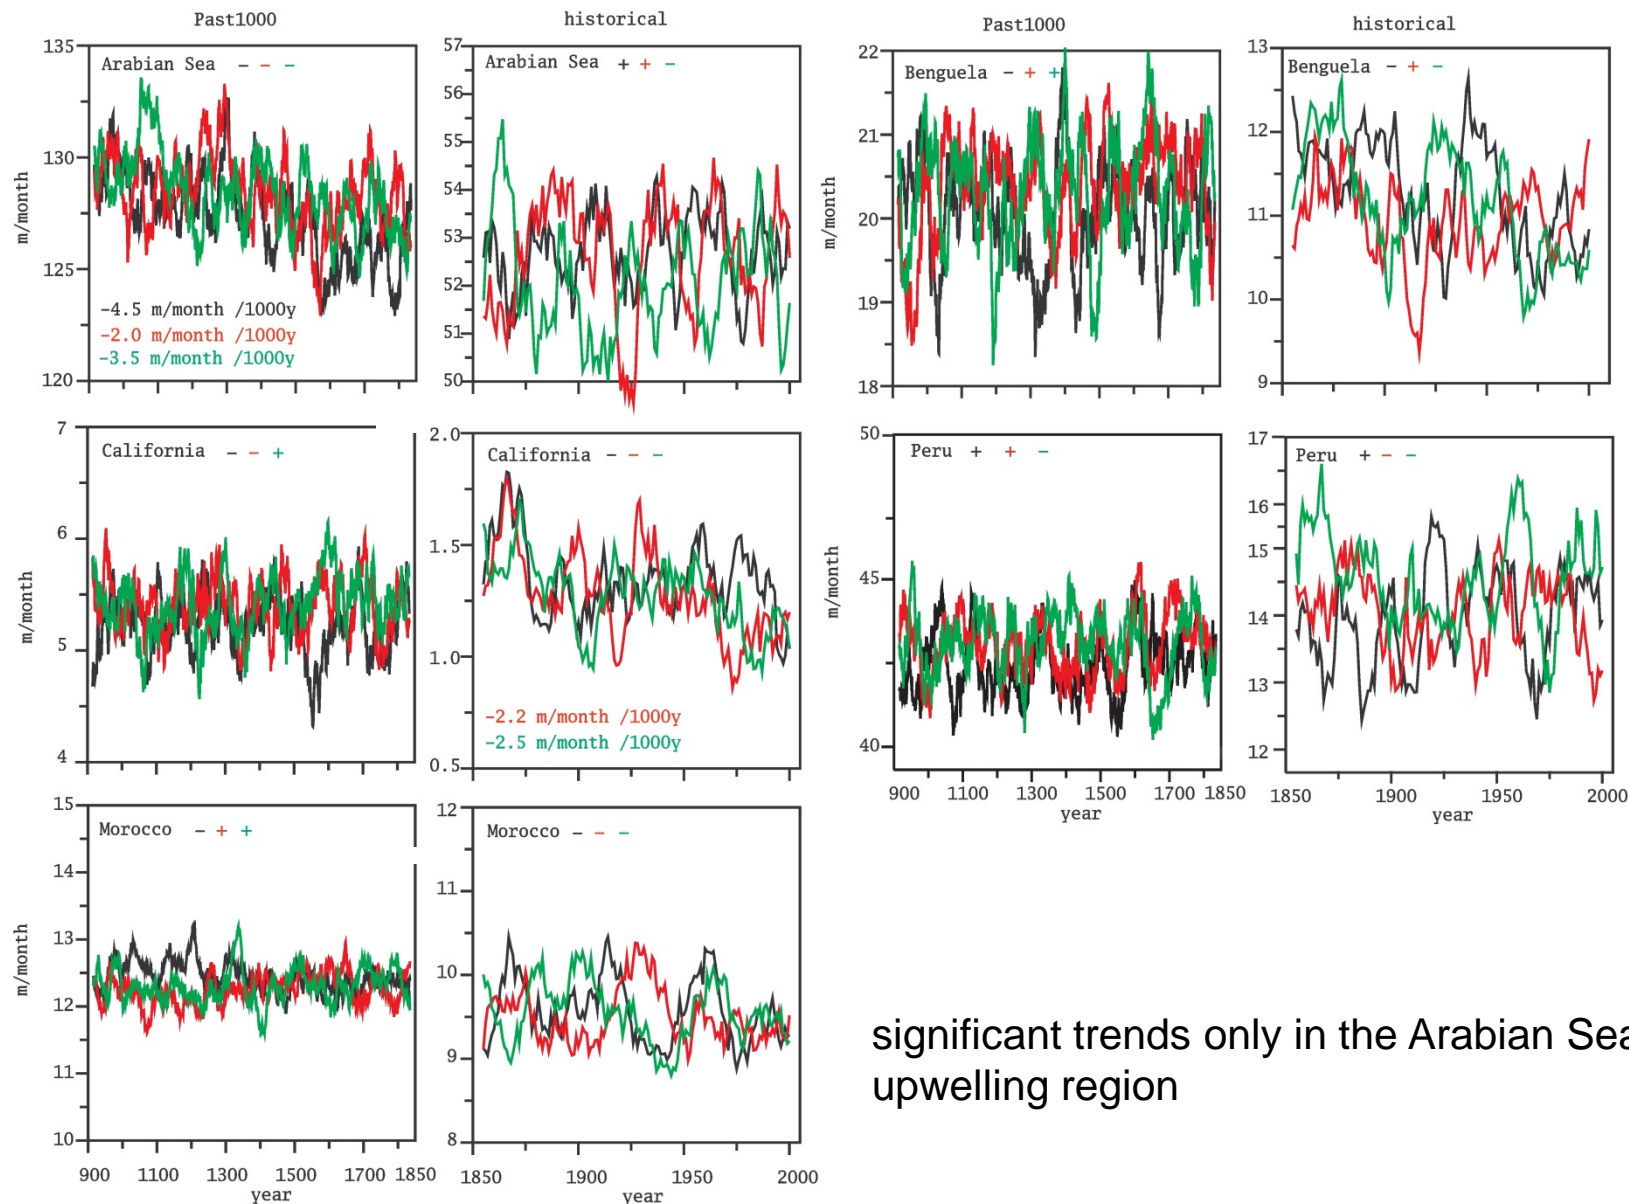 Past1000
historical
Past1000
historical
135
130
125
120
m/month
Arabian Sea - - -
-4.5 m/month /1000y
-2.0 m/month /1000y
-3.5 m/month /1000y
57
56
55
54
53
52
51
50
Arabian Sea + + -
22
21
20
19
18
m/month
Benguela - + +
13
12
11
10
9
Benguela - + -
7
6
5
4
m/month
California - - +
2.0
1.5
1.0
0.5
California - - -
-2.2 m/month /1000y
-2.5 m/month /1000y
50
45
40
m/month
Peru + + -
900 1100 1300 1500 1700 1850
year
17
16
15
14
13
12
Peru + - -
1850 1900 1950 2000
year
15
14
13
12
11
10
m/month
Morocco - + +
900 1100 1300 1500 1700 1850
year
12
11
10
9
8
Morocco - - -
1850 1900 1950 2000
year
significant trends only in the Arabian Sea
upwelling region